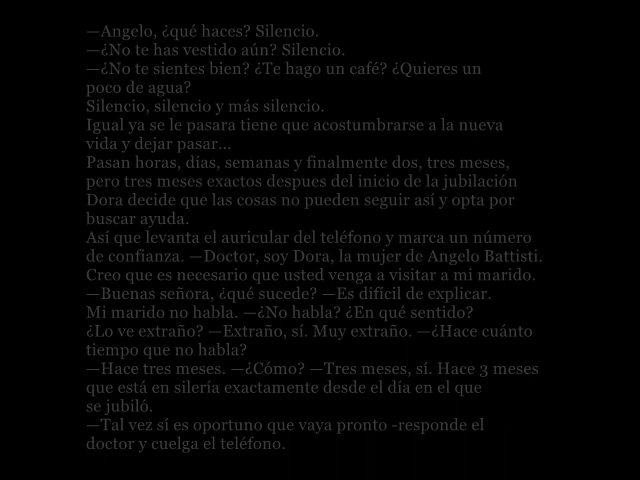 —Angelo, ¿qué haces? Silencio.
—¿No te has vestido aún? Silencio.
—¿No te sientes bien? ¿Te hago un café? ¿Quieres un
poco de agua?
Silencio, silencio y más silencio.
Igual ya se le pasara tiene que acostumbrarse a la nueva
vida y dejar pasar...
Pasan horas, días, semanas y finalmente dos, tres meses,
pero tres meses exactos despues del inicio de la jubilación
Dora decide que las cosas no pueden seguir así y opta por
buscar ayuda.
Así que levanta el auricular del teléfono y marca un número
de confianza. —Doctor, soy Dora, la mujer de Angelo Battisti.
Creo que es necesario que usted venga a visitar a mi marido.
—Buenas señora, ¿qué sucede? —Es difícil de explicar.
Mi marido no habla. —¿No habla? ¿En qué sentido?
¿Lo ve extraño? —Extraño, sí. Muy extraño. —¿Hace cuánto
tiempo que no habla?
—Hace tres meses. —¿Cómo? —Tres meses, sí. Hace 3 meses
que está en silería exactamente desde el día en el que
se jubiló.
—Tal vez sí es oportuno que vaya pronto -responde el
doctor y cuelga el teléfono.